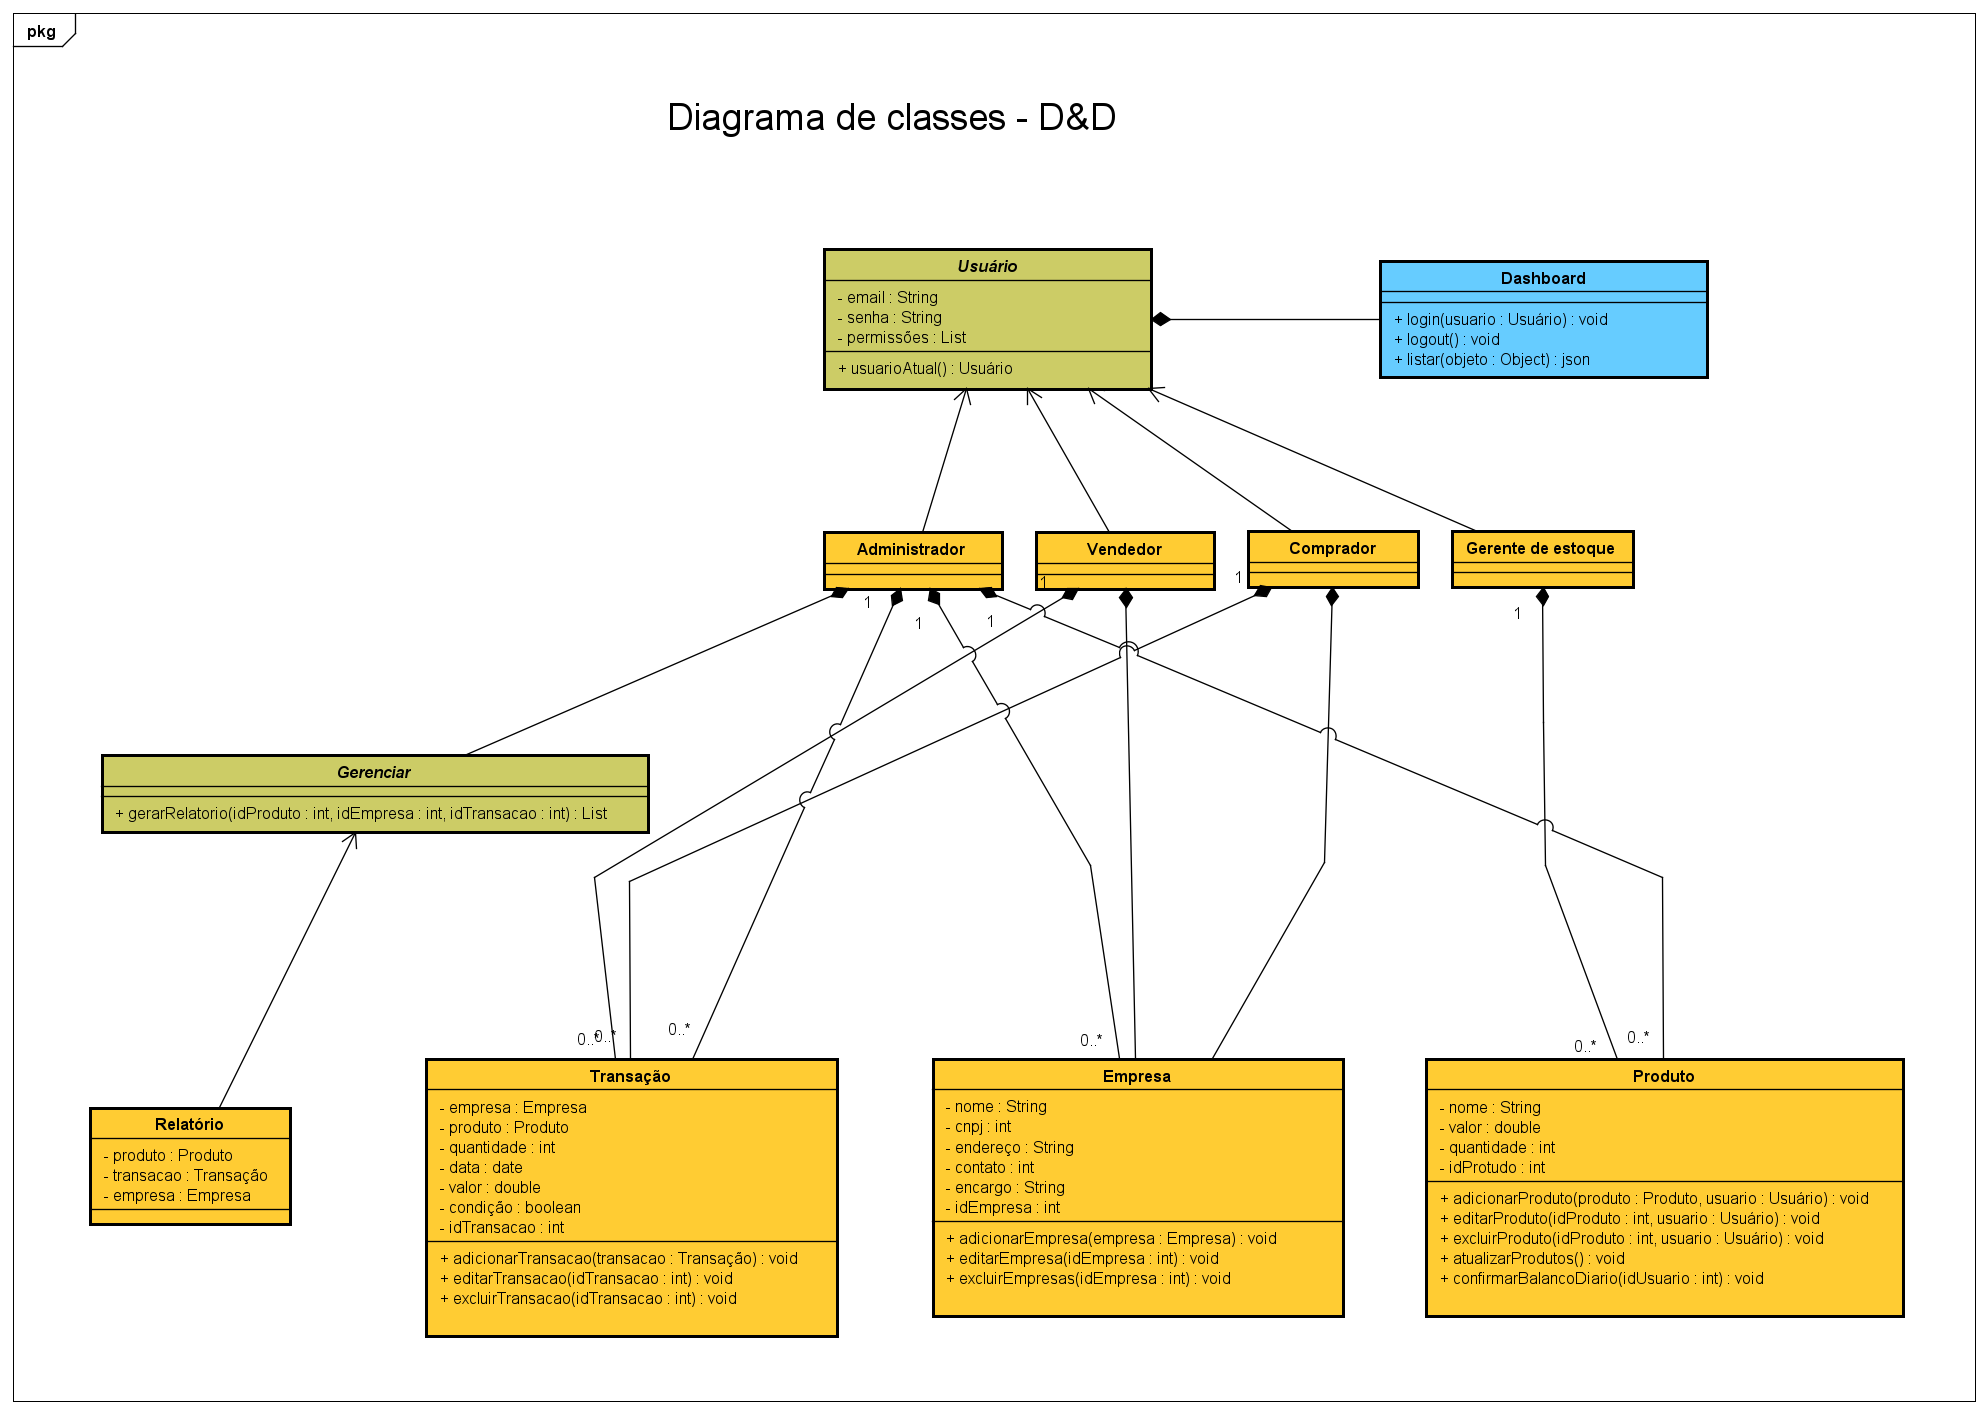 pkg
Diagrama de classes - D&D
Usuário
- email : String
- senha : String
- permissões : List
+ usuarioAtual() : Usuário
Dashboard
+ login(usuario : Usuário) : void
+ logout() : void
+ listar(objeto : Object) : json
Administrador
Vendedor
Comprador
Gerente de estoque
1
1
1
1
1
1
Gerenciar
+ gerarRelatorio(idProduto : int, idEmpresa : int, idTransacao : int) : List
0..*
0..*
0..*
0..*
0..*
0..*
Relatório
- produto : Produto
- transacao : Transação
- empresa : Empresa
Transação
- empresa : Empresa
- produto : Produto
- quantidade : int
- data : date
- valor : double
- condição : boolean
- idTransacao : int
+ adicionarTransacao(transacao : Transação) : void
+ editarTransacao(idTransacao : int) : void
+ excluirTransacao(idTransacao : int) : void
Empresa
- nome : String
- cnpj : int
- endereço : String
- contato : int
- encargo : String
- idEmpresa : int
+ adicionarEmpresa(empresa : Empresa) : void
+ editarEmpresa(idEmpresa : int) : void
+ excluirEmpresas(idEmpresa : int) : void
Produto
- nome : String
- valor : double
- quantidade : int
- idProtudo : int
+ adicionarProduto(produto : Produto, usuario : Usuário) : void
+ editarProduto(idProduto : int, usuario : Usuário) : void
+ excluirProduto(idProduto : int, usuario : Usuário) : void
+ atualizarProdutos() : void
+ confirmarBalancoDiario(idUsuario : int) : void